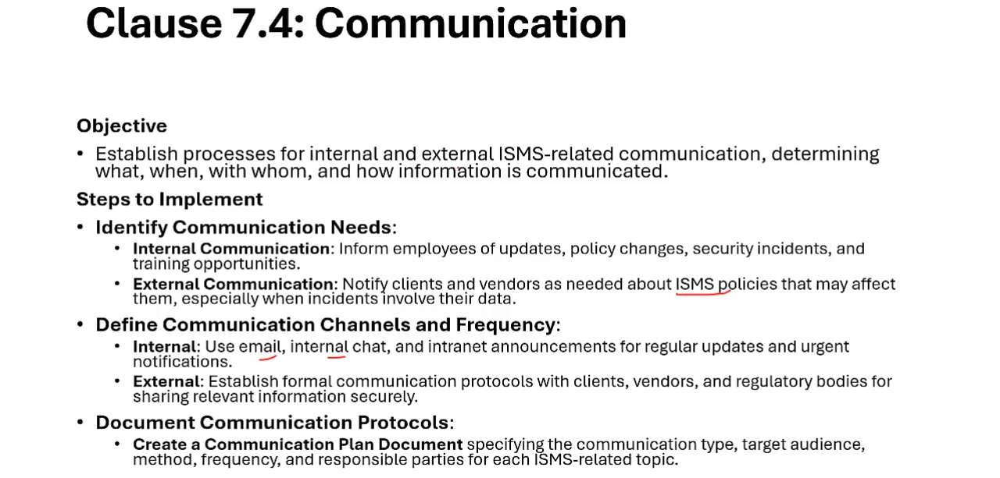 Clause 7.4: Communication
Objective
• Establish processes for internal and external ISMS-related communication, determining
what, when, with whom, and how information is communicated.
Steps to Implement
• Identify Communication Needs:
• Internal Communication: Inform employees of updates, policy changes, security incidents, and
training opportunities.
• External Communication: Notify clients and vendors as needed about ISMS policies that may affect
them, especially when incidents involve their data.
• Define Communication Channels and Frequency:
• Internal: Use email, internal chat, and intranet announcements for regular updates and urgent
notifications.
• External: Establish formal communication protocols with clients, vendors, and regulatory bodies for
sharing relevant information securely.
• Document Communication Protocols:
• Create a Communication Plan Document specifying the communication type, target audience,
method, frequency, and responsible parties for each ISMS-related topic.